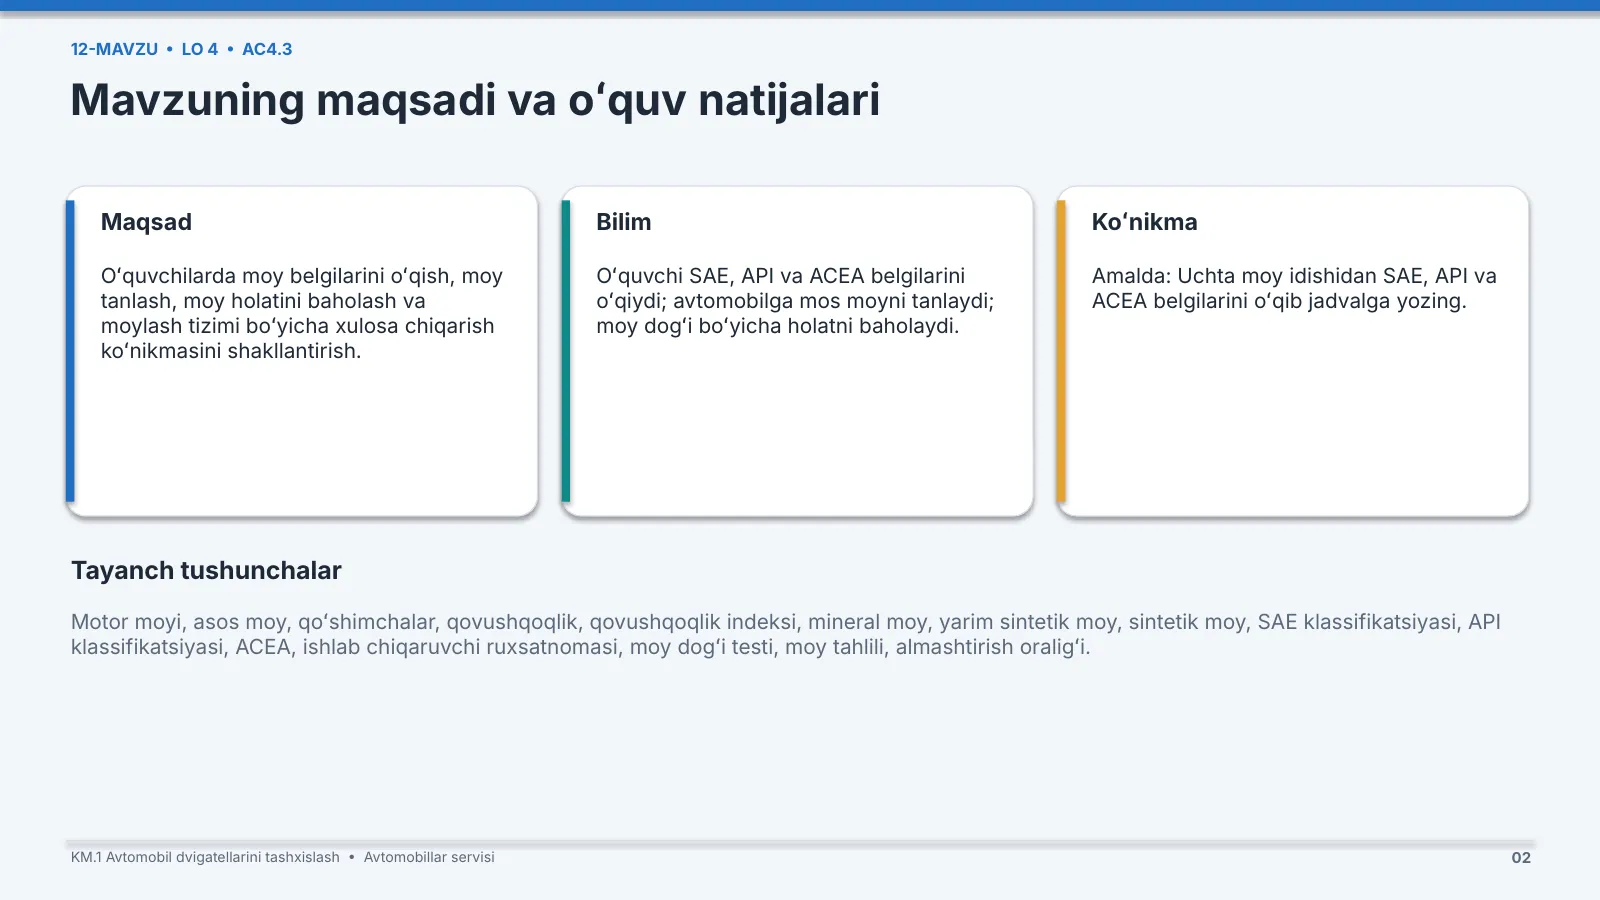 12-MAVZU • LO 4 • AC4.3
Mavzuning maqsadi va oʻquv natijalari
Maqsad
Oʻquvchilarda moy belgilarini oʻqish, moy
tanlash, moy holatini baholash va
moylash tizimi boʻyicha xulosa chiqarish
koʻnikmasini shakllantirish.
Bilim
Oʻquvchi SAE, API va ACEA belgilarini
oʻqiydi; avtomobilga mos moyni tanlaydi;
moy dogʻi boʻyicha holatni baholaydi.
Koʻnikma
Amalda: Uchta moy idishidan SAE, API va
ACEA belgilarini oʻqib jadvalga yozing.
Tayanch tushunchalar
Motor moyi, asos moy, qoʻshimchalar, qovushqoqlik, qovushqoqlik indeksi, mineral moy, yarim sintetik moy, sintetik moy, SAE klassifikatsiyasi, API
klassifikatsiyasi, ACEA, ishlab chiqaruvchi ruxsatnomasi, moy dogʻi testi, moy tahlili, almashtirish oraligʻi.
KM.1 Avtomobil dvigatellarini tashxislash • Avtomobillar servisi
02